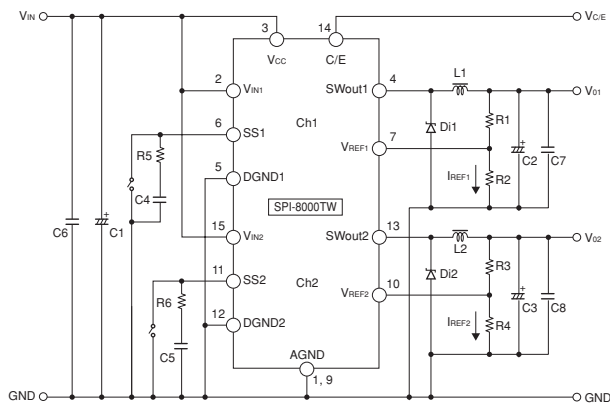 VIN
3
14
VC/E
VCC
C/E
2
VIN1
SWout1
4
L1
V01
Ch1
6
SS1
R5
C4
Di1
R1
C2
C7
7
VREF1
IREF1
R2
5
DGND1
SPI-8000TW
C6
C1
15
VIN2
SWout2
13
L2
V02
11
SS2
Ch2
R6
C5
Di2
R3
C3
C8
10
VREF2
IREF2
R4
12
DGND2
AGND
1, 9
GND
GND